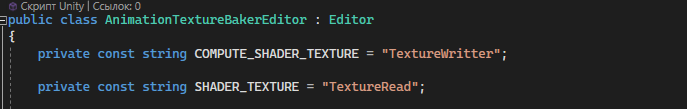 Скрипт Unity | Ссылок: 0
public class AnimationTextureBakerEditor : Editor
{
private const string COMPUTE_SHADER_TEXTURE = "TextureWritter";
private const string SHADER_TEXTURE = "TextureRead";